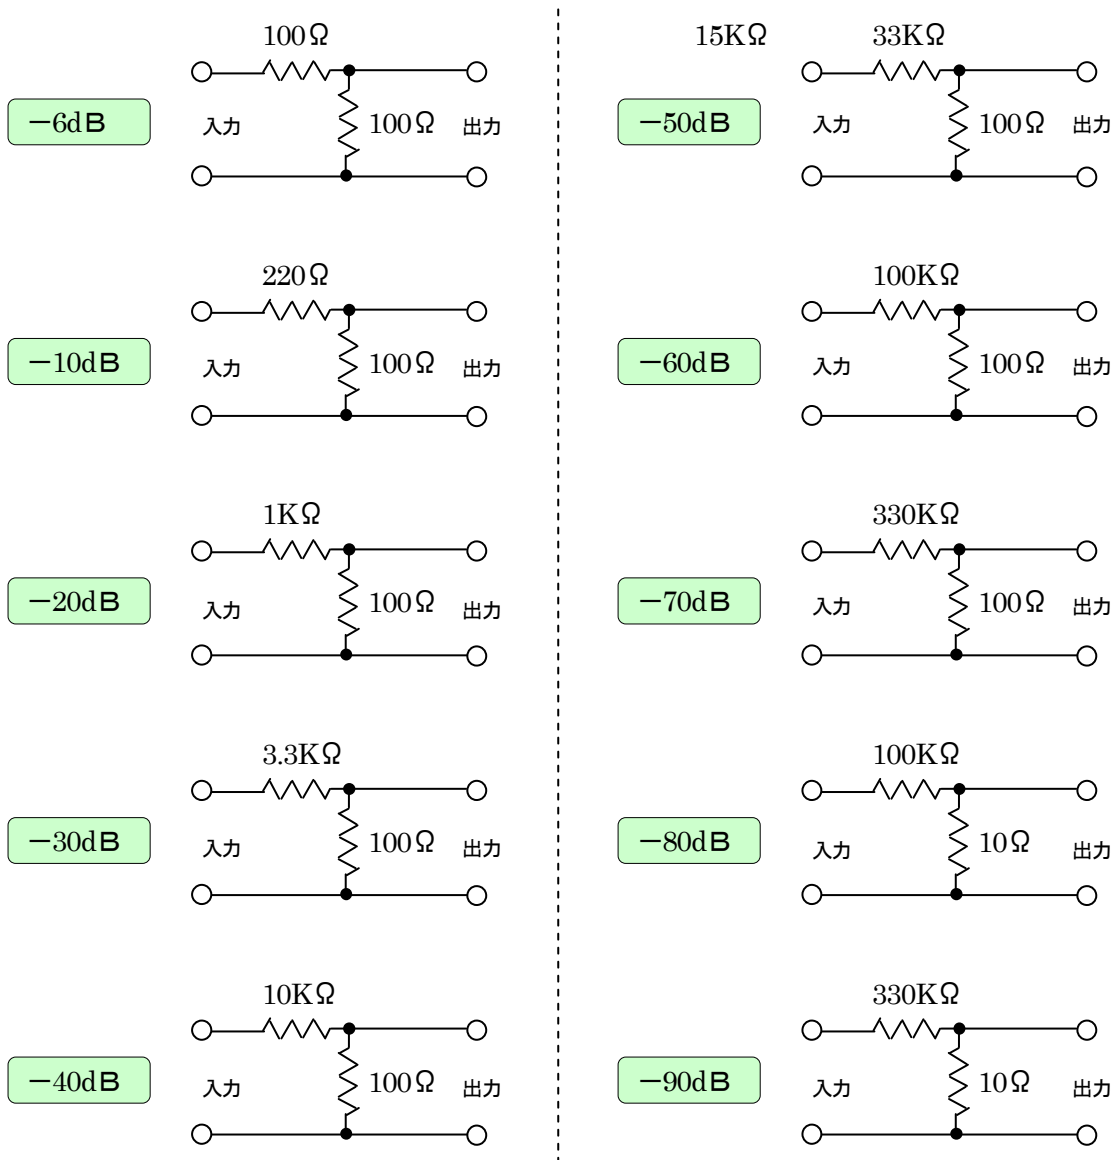 100Ω
-6dB 入力 100Ω 出力
220Ω
-10dB 入力 100Ω 出力
1KΩ
-20dB 入力 100Ω 出力
3.3KΩ
-30dB 入力 100Ω 出力
10KΩ
-40dB 入力 100Ω 出力
15KΩ 33KΩ
-50dB 入力 100Ω 出力
100KΩ
-60dB 入力 100Ω 出力
330KΩ
-70dB 入力 100Ω 出力
100KΩ
-80dB 入力 10Ω 出力
330KΩ
-90dB 入力 10Ω 出力